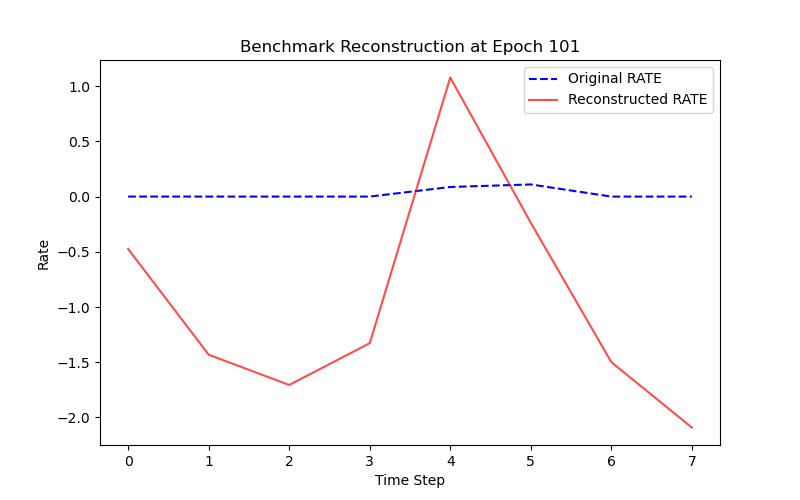 Benchmark Reconstruction at Epoch 101
Original RATE
Reconstructed RATE
1.0
0.5
0.0
−0.5
−1.0
−1.5
−2.0
Rate
0 1 2 3 4 5 6 7
Time Step